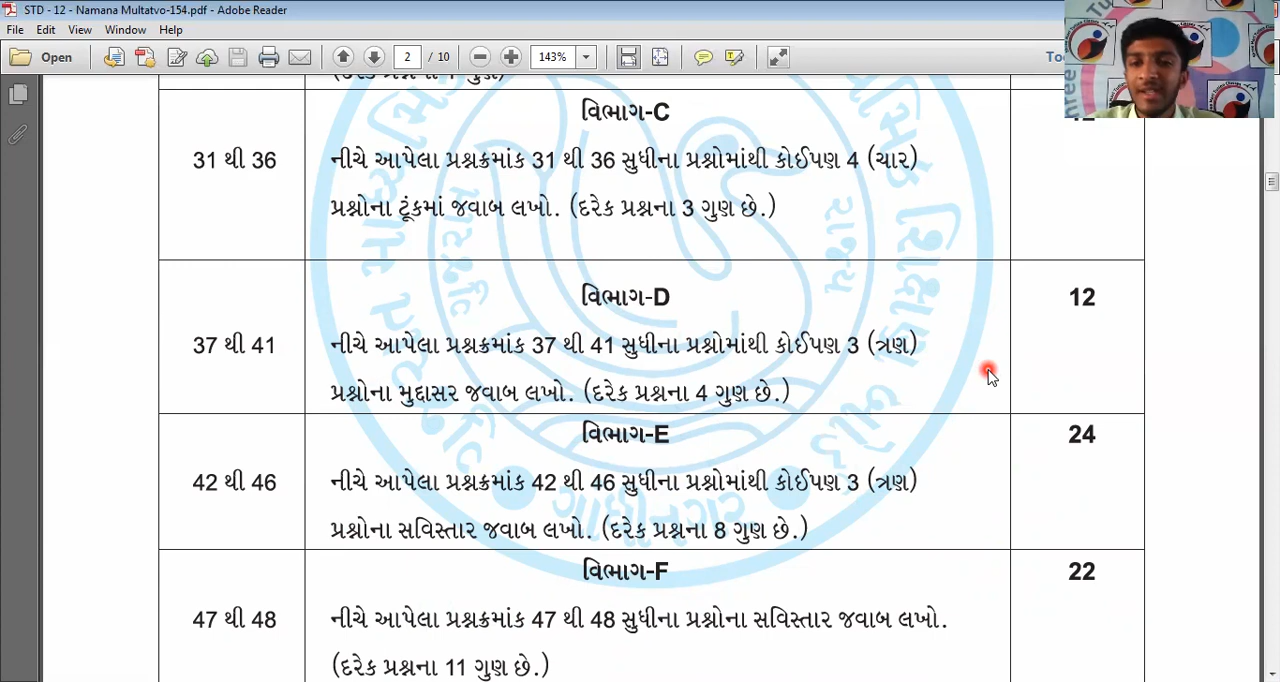 STD - 12 - Namana Multatvo-154.pdf - Adobe Reader
File Edit View Window Help
Open 2 / 10 143%
વિભાગ-C
31 થી 36 નીચે આપેલા પ્રશ્નક્રમાંક 31 થી 36 સુધીના પ્રશ્નોમાંથી કોઈપણ 4 (ચાર)
પ્રશ્નોના ટૂંકમાં જવાબ લખો. (દરેક પ્રશ્નના 3 ગુણ છે.)
વિભાગ-D 12
37 થી 41 નીચે આપેલા પ્રશ્નક્રમાંક 37 થી 41 સુધીના પ્રશ્નોમાંથી કોઈપણ 3 (ત્રણ)
પ્રશ્નોના મુદ્દાસર જવાબ લખો. (દરેક પ્રશ્નના 4 ગુણ છે.)
વિભાગ-E 24
42 થી 46 નીચે આપેલા પ્રશ્નક્રમાંક 42 થી 46 સુધીના પ્રશ્નોમાંથી કોઈપણ 3 (ત્રણ)
પ્રશ્નોના સવિસ્તાર જવાબ લખો. (દરેક પ્રશ્નના 8 ગુણ છે.)
વિભાગ-F 22
47 થી 48 નીચે આપેલા પ્રશ્નક્રમાંક 47 થી 48 સુધીના પ્રશ્નોના સવિસ્તાર જવાબ લખો.
(દરેક પ્રશ્નના 11 ગુણ છે.)